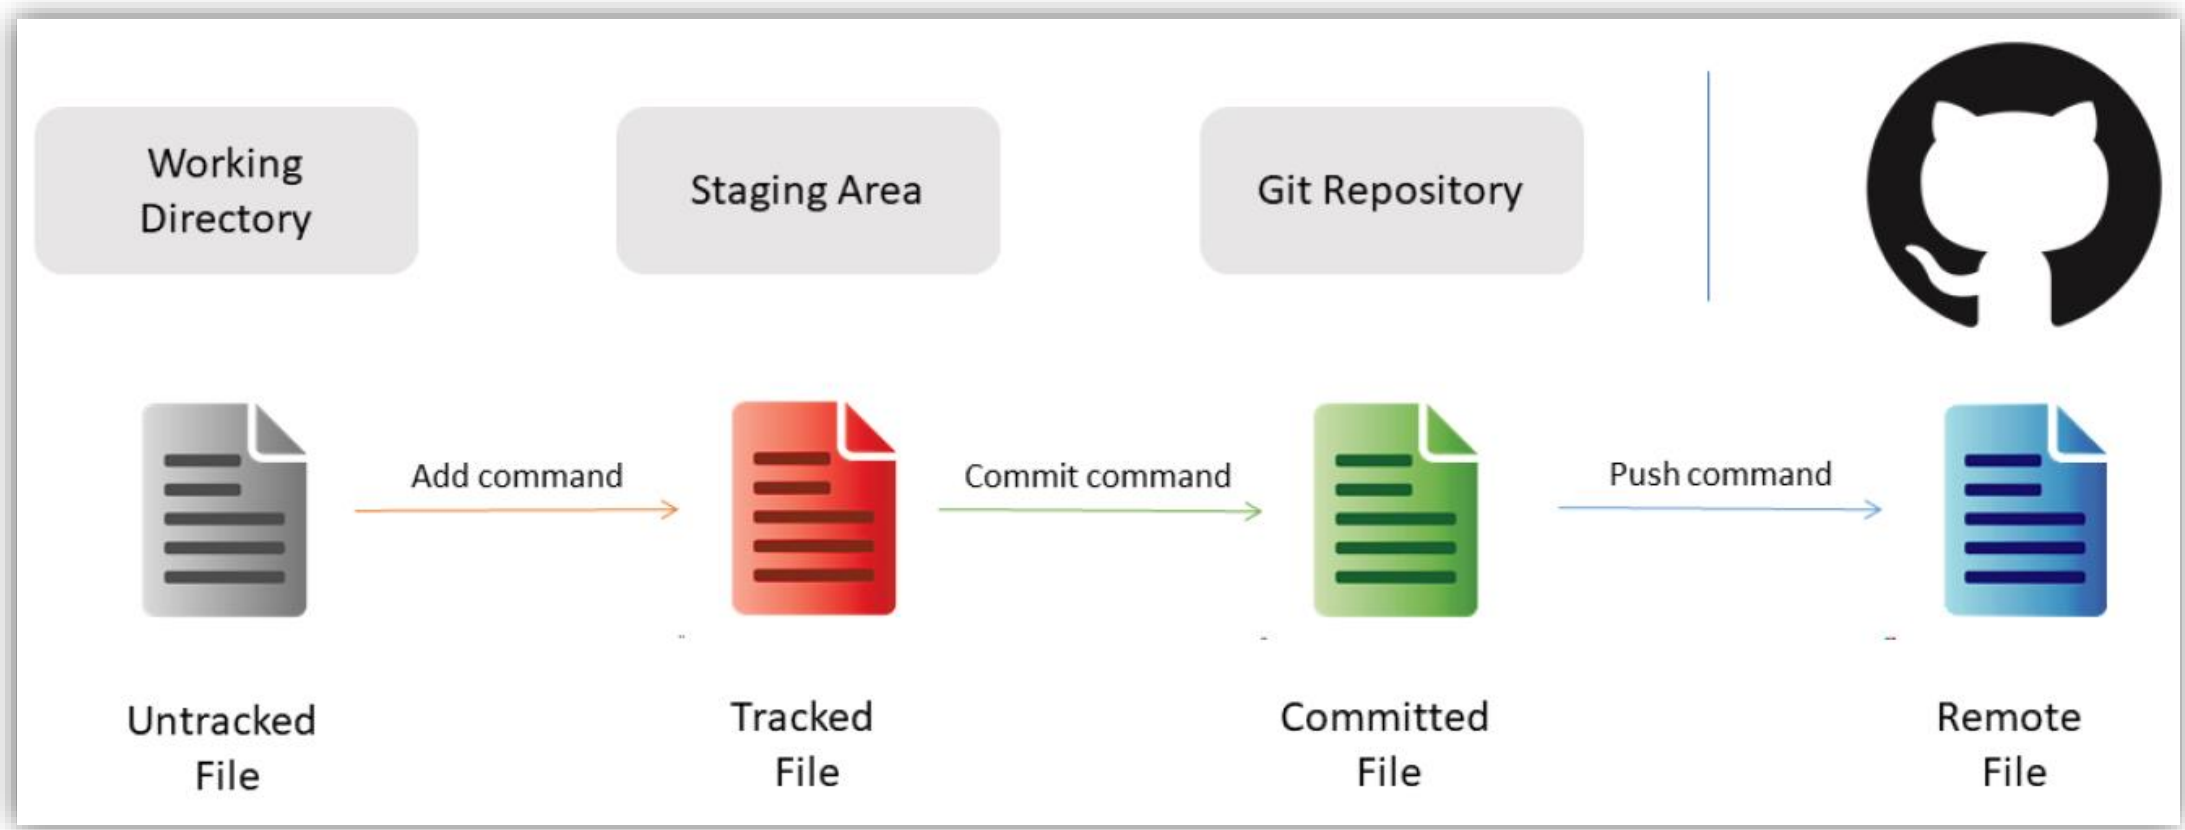 Working
Directory
Staging Area
Git Repository
Add command
Commit command
Push command
Untracked
File
Tracked
File
Committed
File
Remote
File